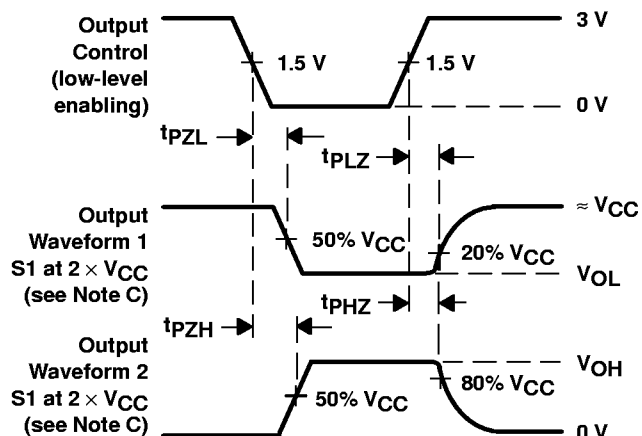 Output
Control
(low-level
enabling)
3 V
1.5 V
1.5 V
0 V
tPZL
tPLZ
Output
Waveform 1
S1 at 2 × VCC
(see Note C)
≈ VCC
50% VCC
20% VCC
VOL
tPZH
tPHZ
Output
Waveform 2
S1 at 2 × VCC
(see Note C)
VOH
50% VCC
80% VCC
0 V